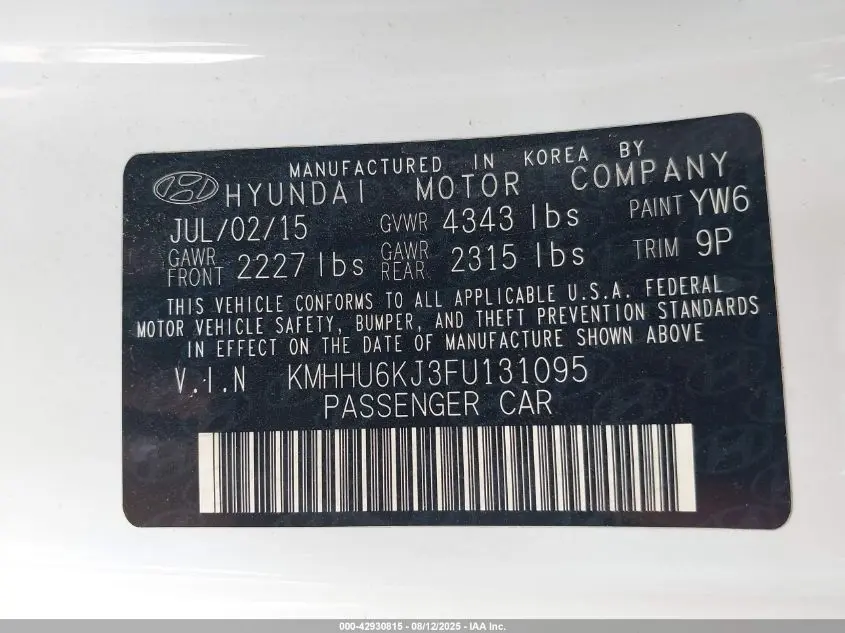 MANUFACTURED IN KOREA BY
HYUNDAI MOTOR COMPANY
JUL/02/15 GVWR 4343 lbs PAINT YW6
GAWR FRONT 2227 lbs GAWR REAR 2315 lbs TRIM 9P
THIS VEHICLE CONFORMS TO ALL APPLICABLE U.S.A. FEDERAL
MOTOR VEHICLE SAFETY, BUMPER, AND THEFT PREVENTION STANDARDS
IN EFFECT ON THE DATE OF MANUFACTURE SHOWN ABOVE
V.I.N KMHHU6KJ3FU131095
PASSENGER CAR
000-42930815 - 08/12/2025 - IAA Inc.